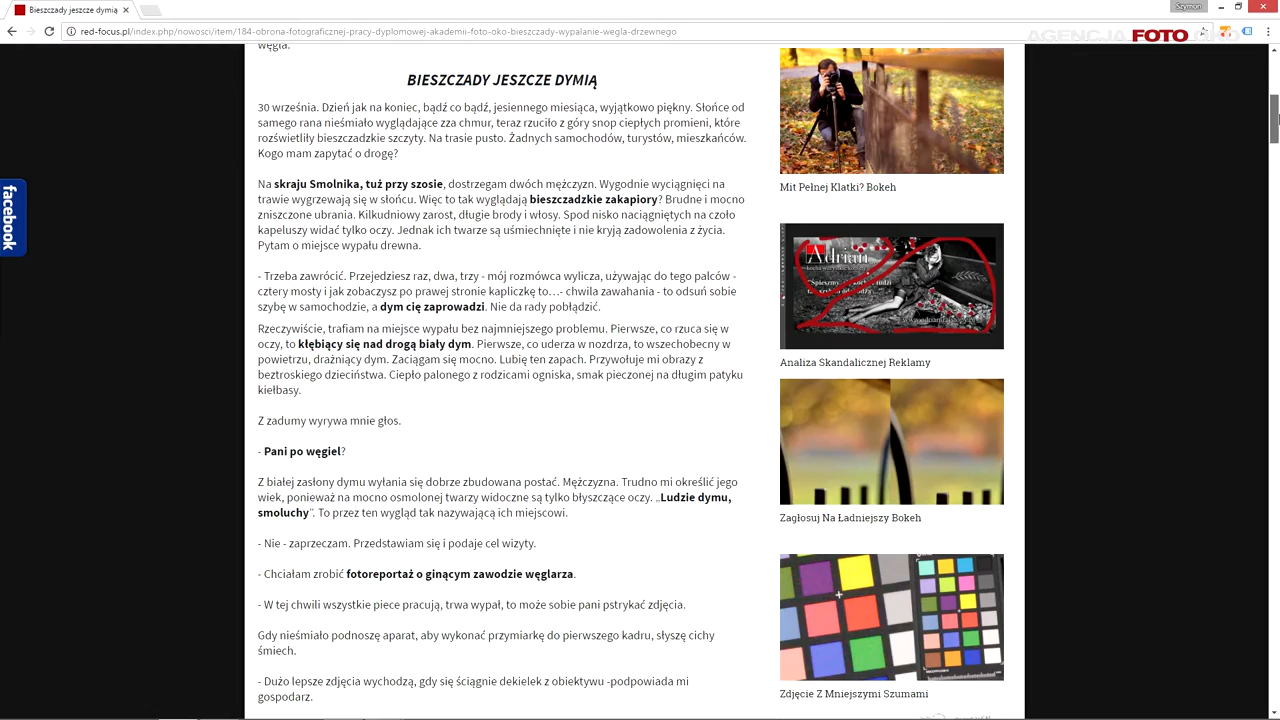 Bieszczady jeszcze dymią
Szymon
red-focus.pl/index.php/nowosci/item/184-obrona-fotograficznej-pracy-dyplomowej-akademii-foto-oko-bieszczady-wypalanie-wegla-drzewnego
AGENCJA FOTO OKO
facebook
węgla.
BIESZCZADY JESZCZE DYMIĄ
30 września. Dzień jak na koniec, bądź co bądź, jesiennego miesiąca, wyjątkowo piękny. Słońce od
samego rana nieśmiało wyglądające zza chmur, teraz rzuciło z góry snop ciepłych promieni, które
rozświetliły bieszczadzkie szczyty. Na trasie pusto. Żadnych samochodów, turystów, mieszkańców.
Kogo mam zapytać o drogę?
Na skraju Smolnika, tuż przy szosie, dostrzegam dwóch mężczyzn. Wygodnie wyciągnięci na
trawie wygrzewają się w słońcu. Więc to tak wyglądają bieszczadzkie zakapiory? Brudne i mocno
zniszczone ubrania. Kilkudniowy zarost, długie brody i włosy. Spod nisko naciągniętych na czoło
kapeluszy widać tylko oczy. Jednak ich twarze są uśmiechnięte i nie kryją zadowolenia z życia.
Pytam o miejsce wypału drewna.
- Trzeba zawrócić. Przejedziesz raz, dwa, trzy - mój rozmówca wylicza, używając do tego palców -
cztery mosty i jak zobaczysz po prawej stronie kapliczkę to…- chwila zawahania - to odsuń sobie
szybę w samochodzie, a dym cię zaprowadzi. Nie da rady pobłądzić.
Rzeczywiście, trafiam na miejsce wypału bez najmniejszego problemu. Pierwsze, co rzuca się w
oczy, to kłębiący się nad drogą biały dym. Pierwsze, co uderza w nozdrza, to wszechobecny w
powietrzu, drażniący dym. Zaciągam się mocno. Lubię ten zapach. Przywołuje mi obrazy z
beztroskiego dzieciństwa. Ciepło palonego z rodzicami ogniska, smak pieczonej na długim patyku
kiełbasy.
Z zadumy wyrywa mnie głos.
- Pani po węgiel?
Z białej zasłony dymu wyłania się dobrze zbudowana postać. Mężczyzna. Trudno mi określić jego
wiek, ponieważ na mocno osmolonej twarzy widoczne są tylko błyszczące oczy. „Ludzie dymu,
smoluchy”. To przez ten wygląd tak nazywającą ich miejscowi.
- Nie - zaprzeczam. Przedstawiam się i podaje cel wizyty.
- Chciałam zrobić fotoreportaż o ginącym zawodzie węglarza.
- W tej chwili wszystkie piece pracują, trwa wypał, to może sobie pani pstrykać zdjęcia.
Gdy nieśmiało podnoszę aparat, aby wykonać przymiarkę do pierwszego kadru, słyszę cichy
śmiech.
- Dużo lepsze zdjęcia wychodzą, gdy się ściągnie dekielek z obiektywu -podpowiada mi
gospodarz.
Mit Pełnej Klatki? Bokeh
Adrian
Analiza Skandalicznej Reklamy
Zagłosuj Na Ładniejszy Bokeh
Zdjęcie Z Mniejszymi Szumami